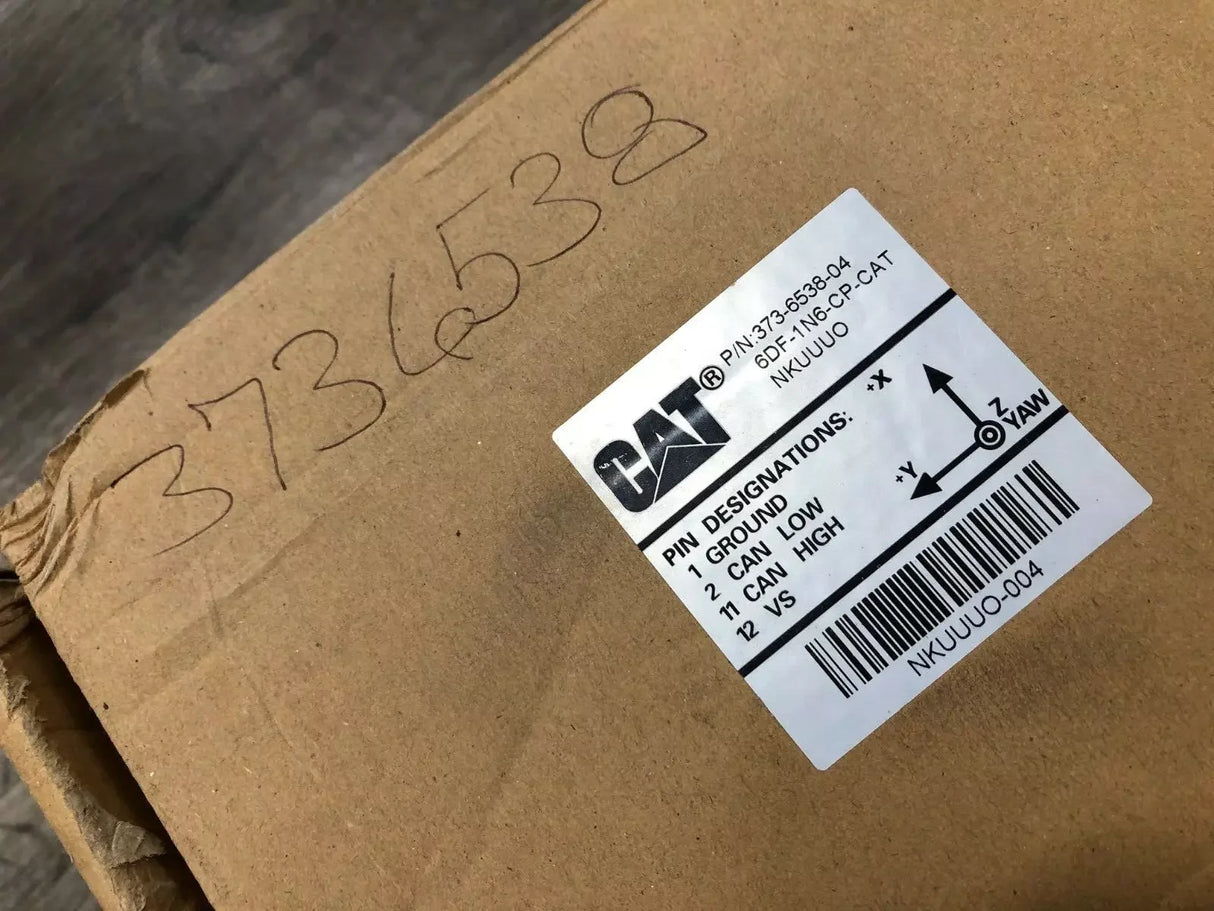 3736538
CAT®
P/N:373-6538-04
6DF-1N6-CP-CAT
NKUUUO
PIN DESIGNATIONS:
1 GROUND
2 CAN LOW
11 CAN HIGH
12 VS
+X
+Y
Z
YAW
NKUUUO-004